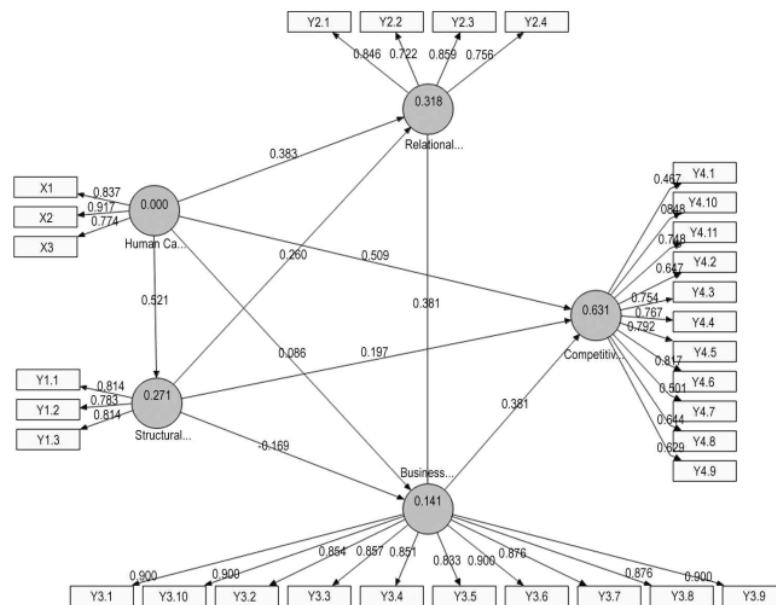 Y2.1 Y2.2 Y2.3 Y2.4
0.846 0.722 0.859 0.756
0.318
Relational...
0.383
X1 0.837
X2 0.917
X3 0.774
0.000
Human Ca...
0.260
0.509
0.381
0.521
0.086
0.467 Y4.1
0.848 Y4.10
0.748 Y4.11
0.647 Y4.2
0.754 Y4.3
0.767 Y4.4
0.792 Y4.5
0.817 Y4.6
0.501 Y4.7
0.644 Y4.8
0.629 Y4.9
0.631
Competitiv...
0.197
0.381
Y1.1 0.814
Y1.2 0.783
Y1.3 0.814
0.271
Structural...
-0.169
Business...
0.141
0.900 0.900 0.854 0.857 0.851 0.833 0.900 0.876 0.876 0.900
Y3.1 Y3.10 Y3.2 Y3.3 Y3.4 Y3.5 Y3.6 Y3.7 Y3.8 Y3.9